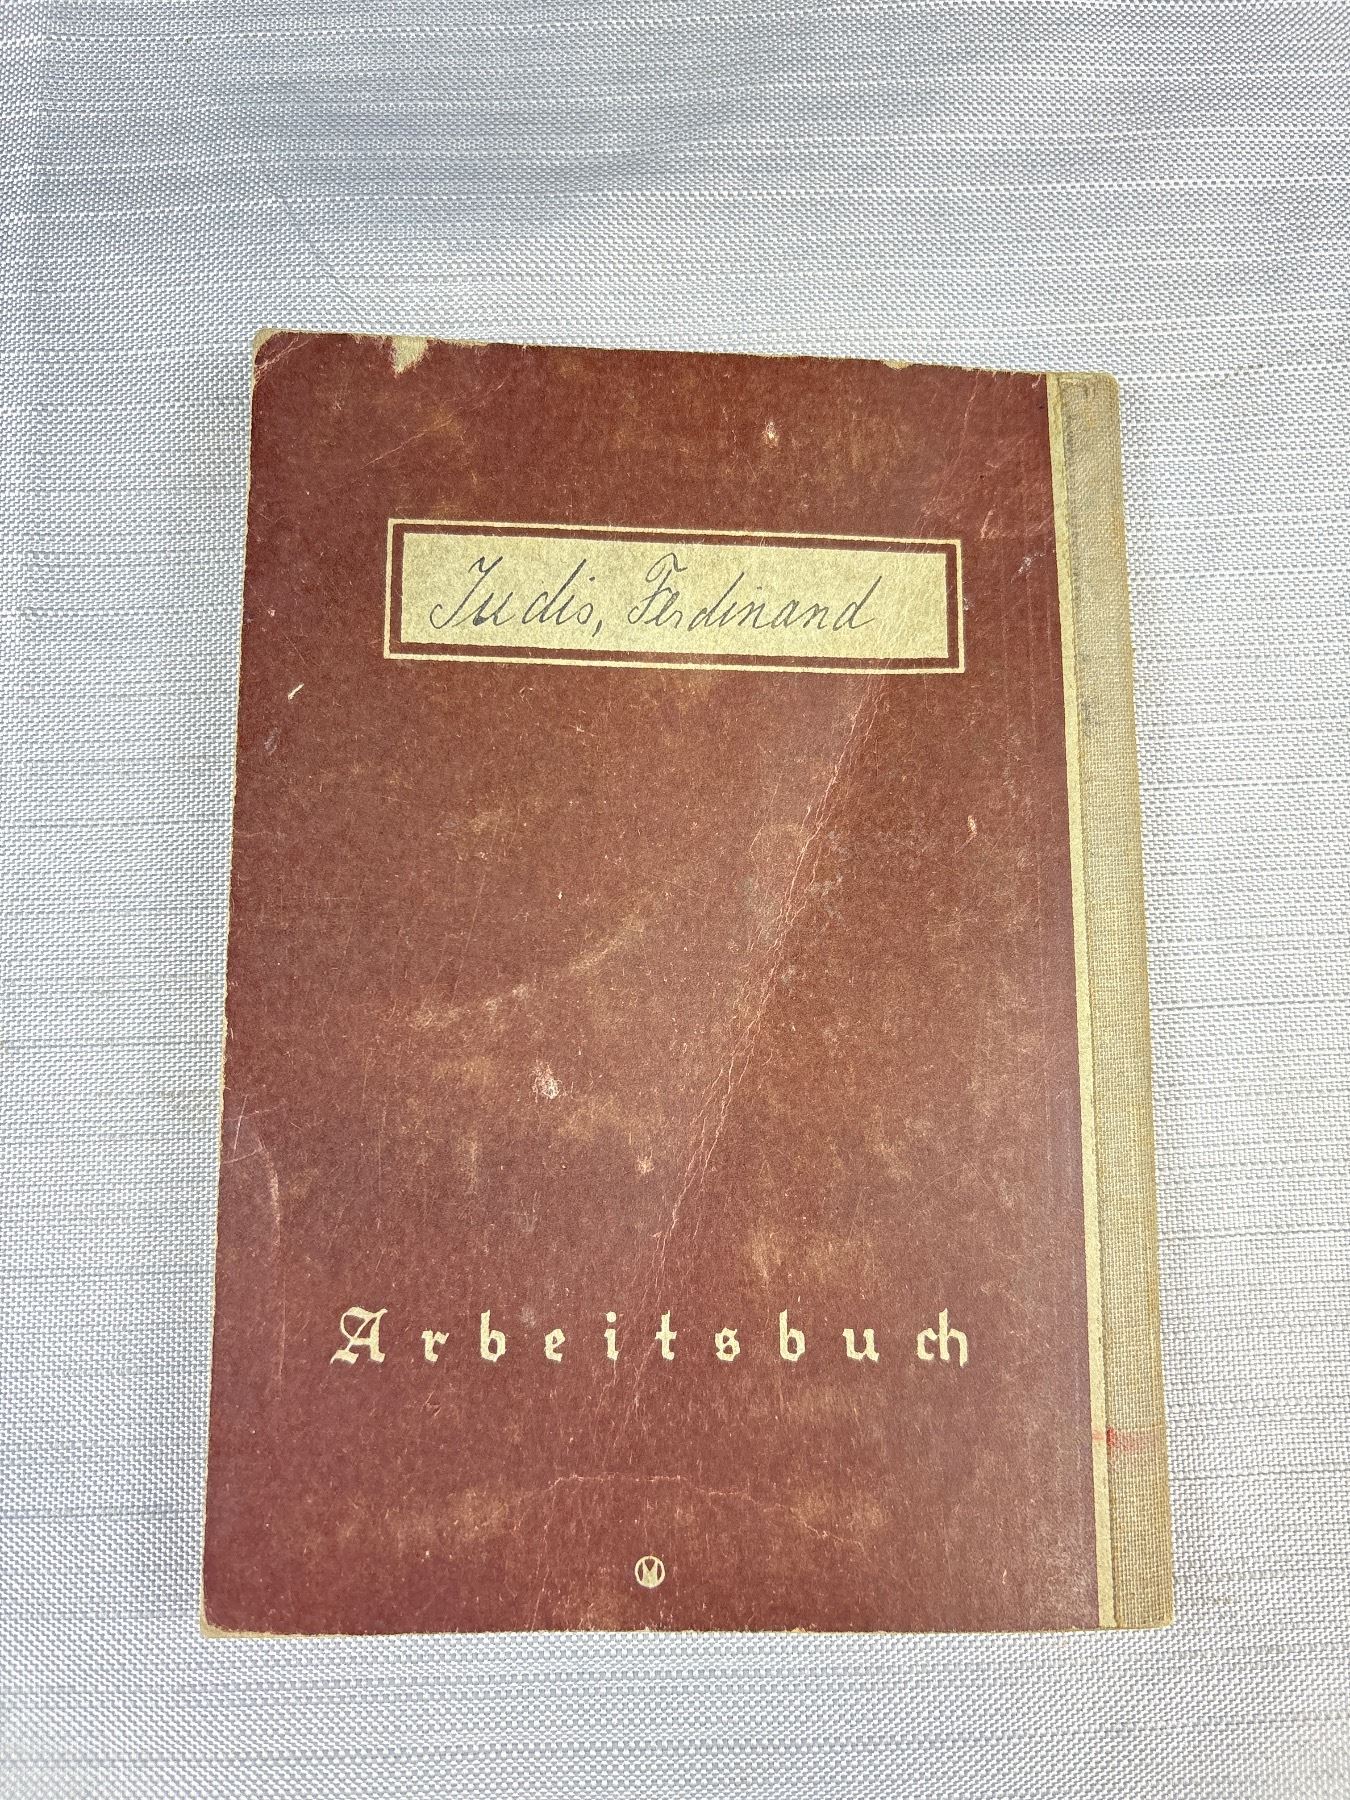 Judis, Ferdinand
Arbeitsbuch